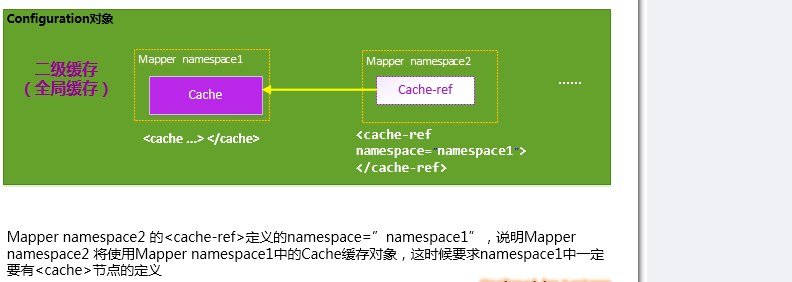 Configuration对象
二级缓存
（全局缓存）
Mapper namespace1
Cache
<cache ...> </cache>
Mapper namespace2
Cache-ref
<cache-ref
namespace="namespace1">
</cache-ref>
......
Mapper namespace2 的<cache-ref>定义的namespace=”namespace1”，说明Mapper
namespace2 将使用Mapper namespace1中的Cache缓存对象，这时候要求namespace1中一定
要有<cache>节点的定义